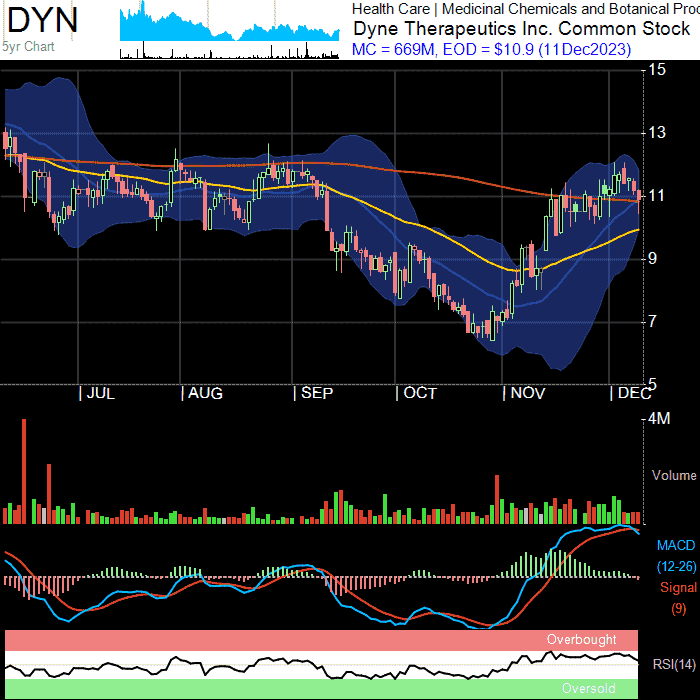 DYN
5yr Chart
Health Care | Medicinal Chemicals and Botanical Proc
Dyne Therapeutics Inc. Common Stock
MC = 669M, EOD = $10.9 (11Dec2023)
15
13
11
9
7
5
| JUL | AUG | SEP | OCT | NOV | DEC
4M
Volume
MACD
(12-26)
Signal
(9)
Overbought
RSI(14)
Oversold